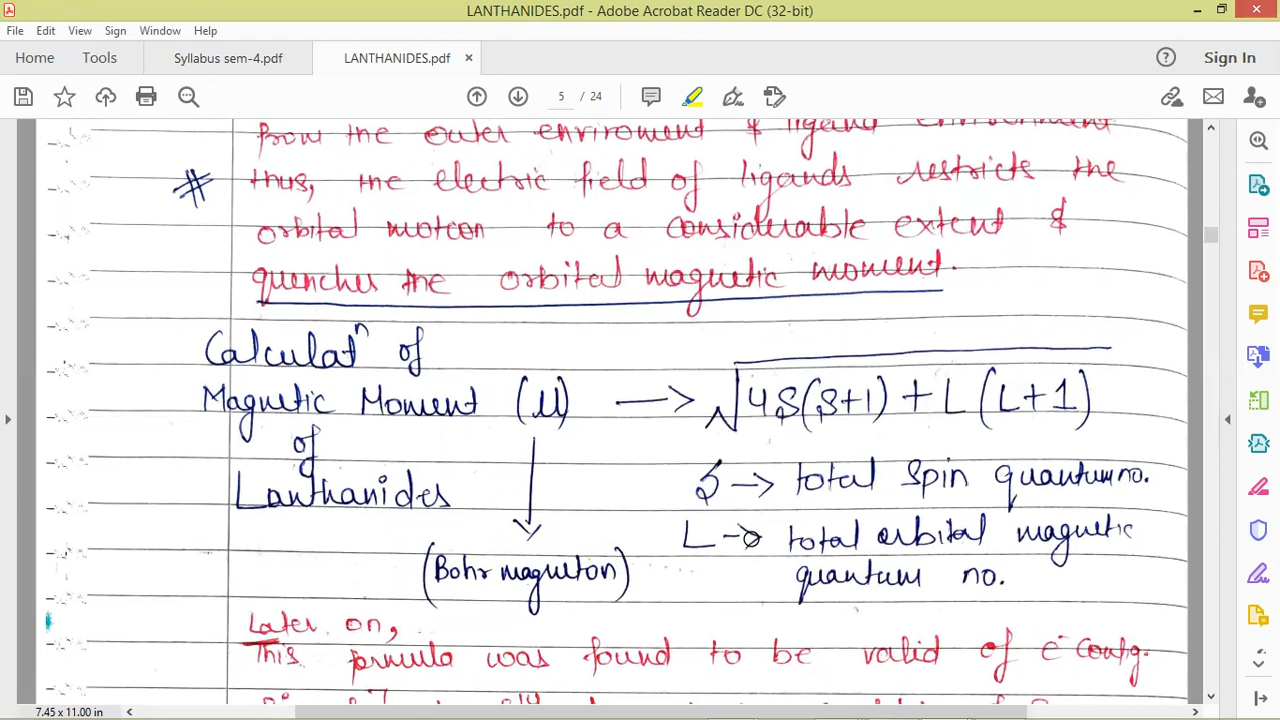 LANTHANIDES.pdf - Adobe Acrobat Reader DC (32-bit)
File Edit View Sign Window Help
Home Tools Syllabus sem-4.pdf LANTHANIDES.pdf × Sign In
5 / 24
from the outer enviroment & ligand environment
# thus, the electric field of ligands restricts the
orbital motion to a considerable extent &
quenches the orbital magnetic moment.
Calculatⁿ of
Magnetic Moment (μ) → √4S(S+1) + L(L+1)
of
Lanthanides
S → total spin quantum no.
L → total orbital magnetic
quantum no.
(Bohr magneton)
Later on,
This formula was found to be valid of e⁻ config.
7.45 x 11.00 in